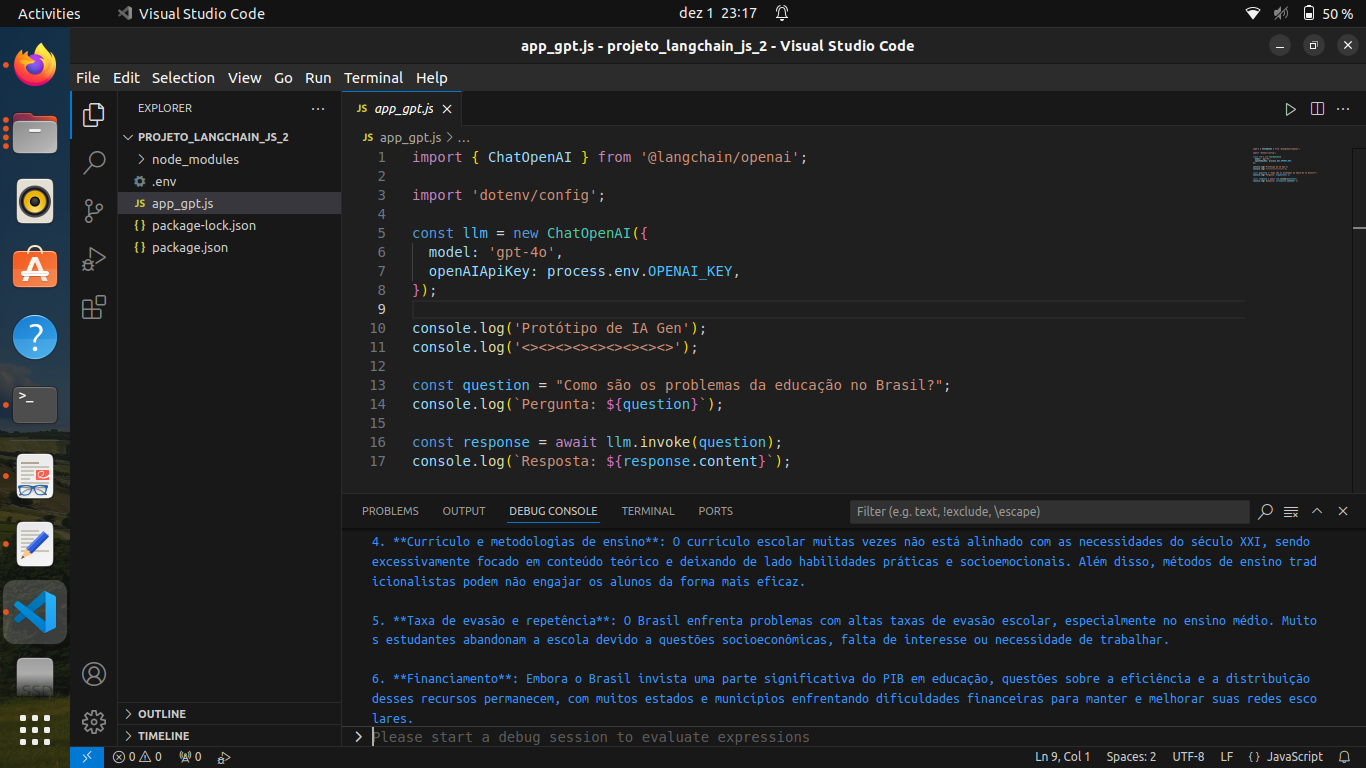 Activities Visual Studio Code dez 1 23:17 50 %
app_gpt.js - projeto_langchain_js_2 - Visual Studio Code
File Edit Selection View Go Run Terminal Help
EXPLORER
PROJETO_LANGCHAIN_JS_2
node_modules
.env
JS app_gpt.js
{} package-lock.json
{} package.json
OUTLINE
TIMELINE
JS app_gpt.js
JS app_gpt.js > ...
1 import { ChatOpenAI } from '@langchain/openai';
2
3 import 'dotenv/config';
4
5 const llm = new ChatOpenAI({
6 model: 'gpt-4o',
7 openAIApiKey: process.env.OPENAI_KEY,
8 });
9
10 console.log('Protótipo de IA Gen');
11 console.log('<><><><><><><><><>');
12
13 const question = "Como são os problemas da educação no Brasil?";
14 console.log(`Pergunta: ${question}`);
15
16 const response = await llm.invoke(question);
17 console.log(`Resposta: ${response.content}`);
PROBLEMS OUTPUT DEBUG CONSOLE TERMINAL PORTS Filter (e.g. text, !exclude, \escape)
4. **Currículo e metodologias de ensino**: O currículo escolar muitas vezes não está alinhado com as necessidades do século XXI, sendo
excessivamente focado em conteúdo teórico e deixando de lado habilidades práticas e socioemocionais. Além disso, métodos de ensino trad
icionalistas podem não engajar os alunos da forma mais eficaz.
5. **Taxa de evasão e repetência**: O Brasil enfrenta problemas com altas taxas de evasão escolar, especialmente no ensino médio. Muito
s estudantes abandonam a escola devido a questões socioeconômicas, falta de interesse ou necessidade de trabalhar.
6. **Financiamento**: Embora o Brasil invista uma parte significativa do PIB em educação, questões sobre a eficiência e a distribuição
desses recursos permanecem, com muitos estados e municípios enfrentando dificuldades financeiras para manter e melhorar suas redes esco
lares.
Please start a debug session to evaluate expressions
0 0 0 Ln 9, Col 1 Spaces: 2 UTF-8 LF {} JavaScript